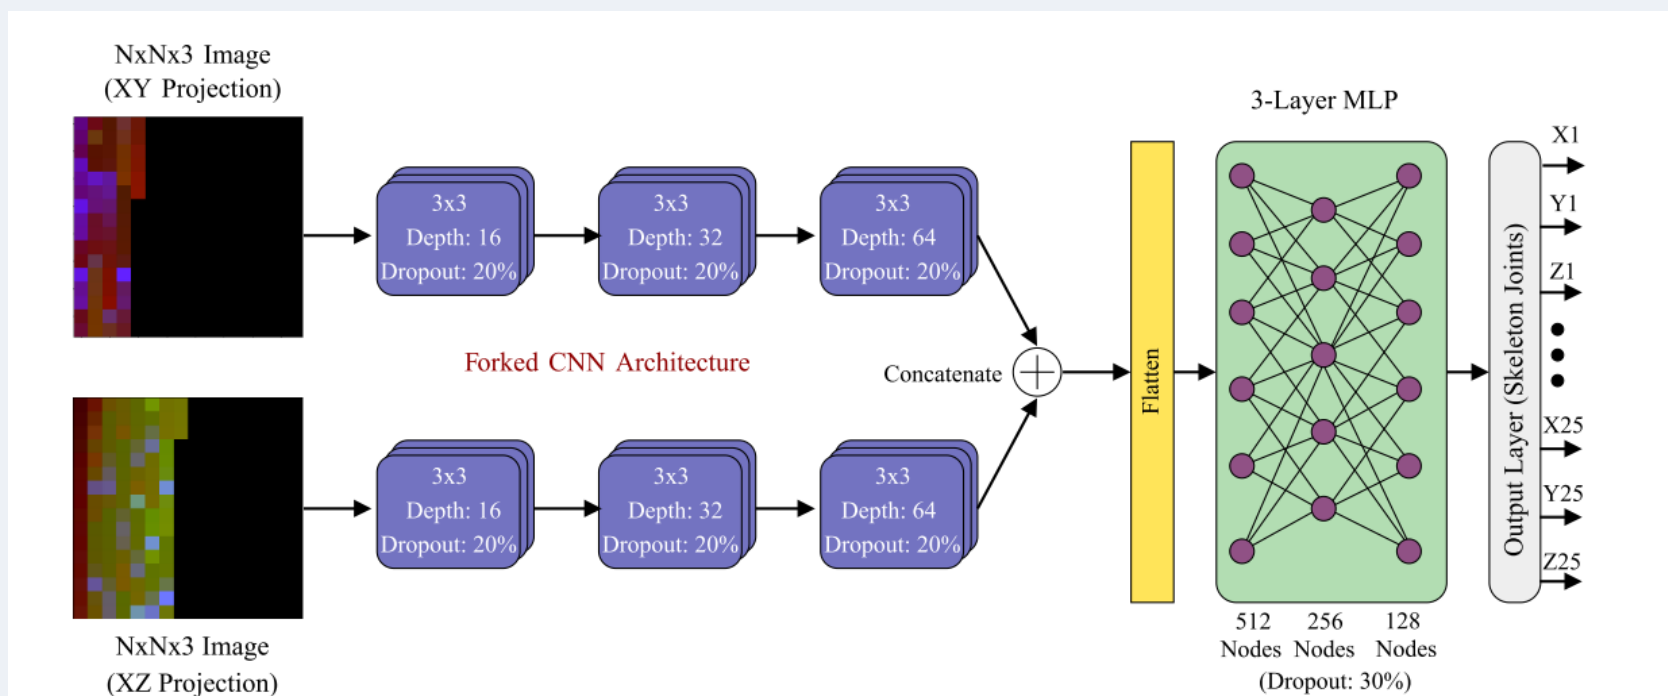 NxNx3 Image
(XY Projection)
3x3
Depth: 16
Dropout: 20%
3x3
Depth: 32
Dropout: 20%
3x3
Depth: 64
Dropout: 20%
Forked CNN Architecture
Concatenate
3x3
Depth: 16
Dropout: 20%
3x3
Depth: 32
Dropout: 20%
3x3
Depth: 64
Dropout: 20%
NxNx3 Image
(XZ Projection)
Flatten
3-Layer MLP
512
Nodes
256
Nodes
128
Nodes
(Dropout: 30%)
Output Layer (Skeleton Joints)
X1
Y1
Z1
X25
Y25
Z25